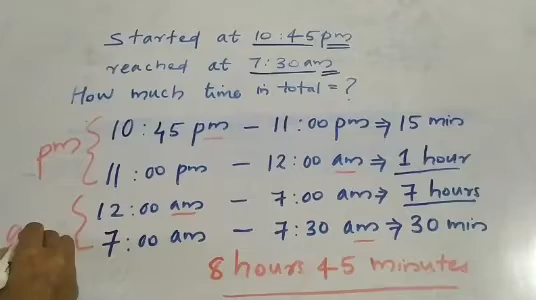 Started at 10:45pm
reached at 7:30am
How much time in total = ?
pm
10:45 pm - 11:00 pm ⇒ 15 min
11:00 pm - 12:00 am ⇒ 1 hour
12:00 am - 7:00 am ⇒ 7 hours
7:00 am - 7:30 am ⇒ 30 min
8 hours 45 minutes